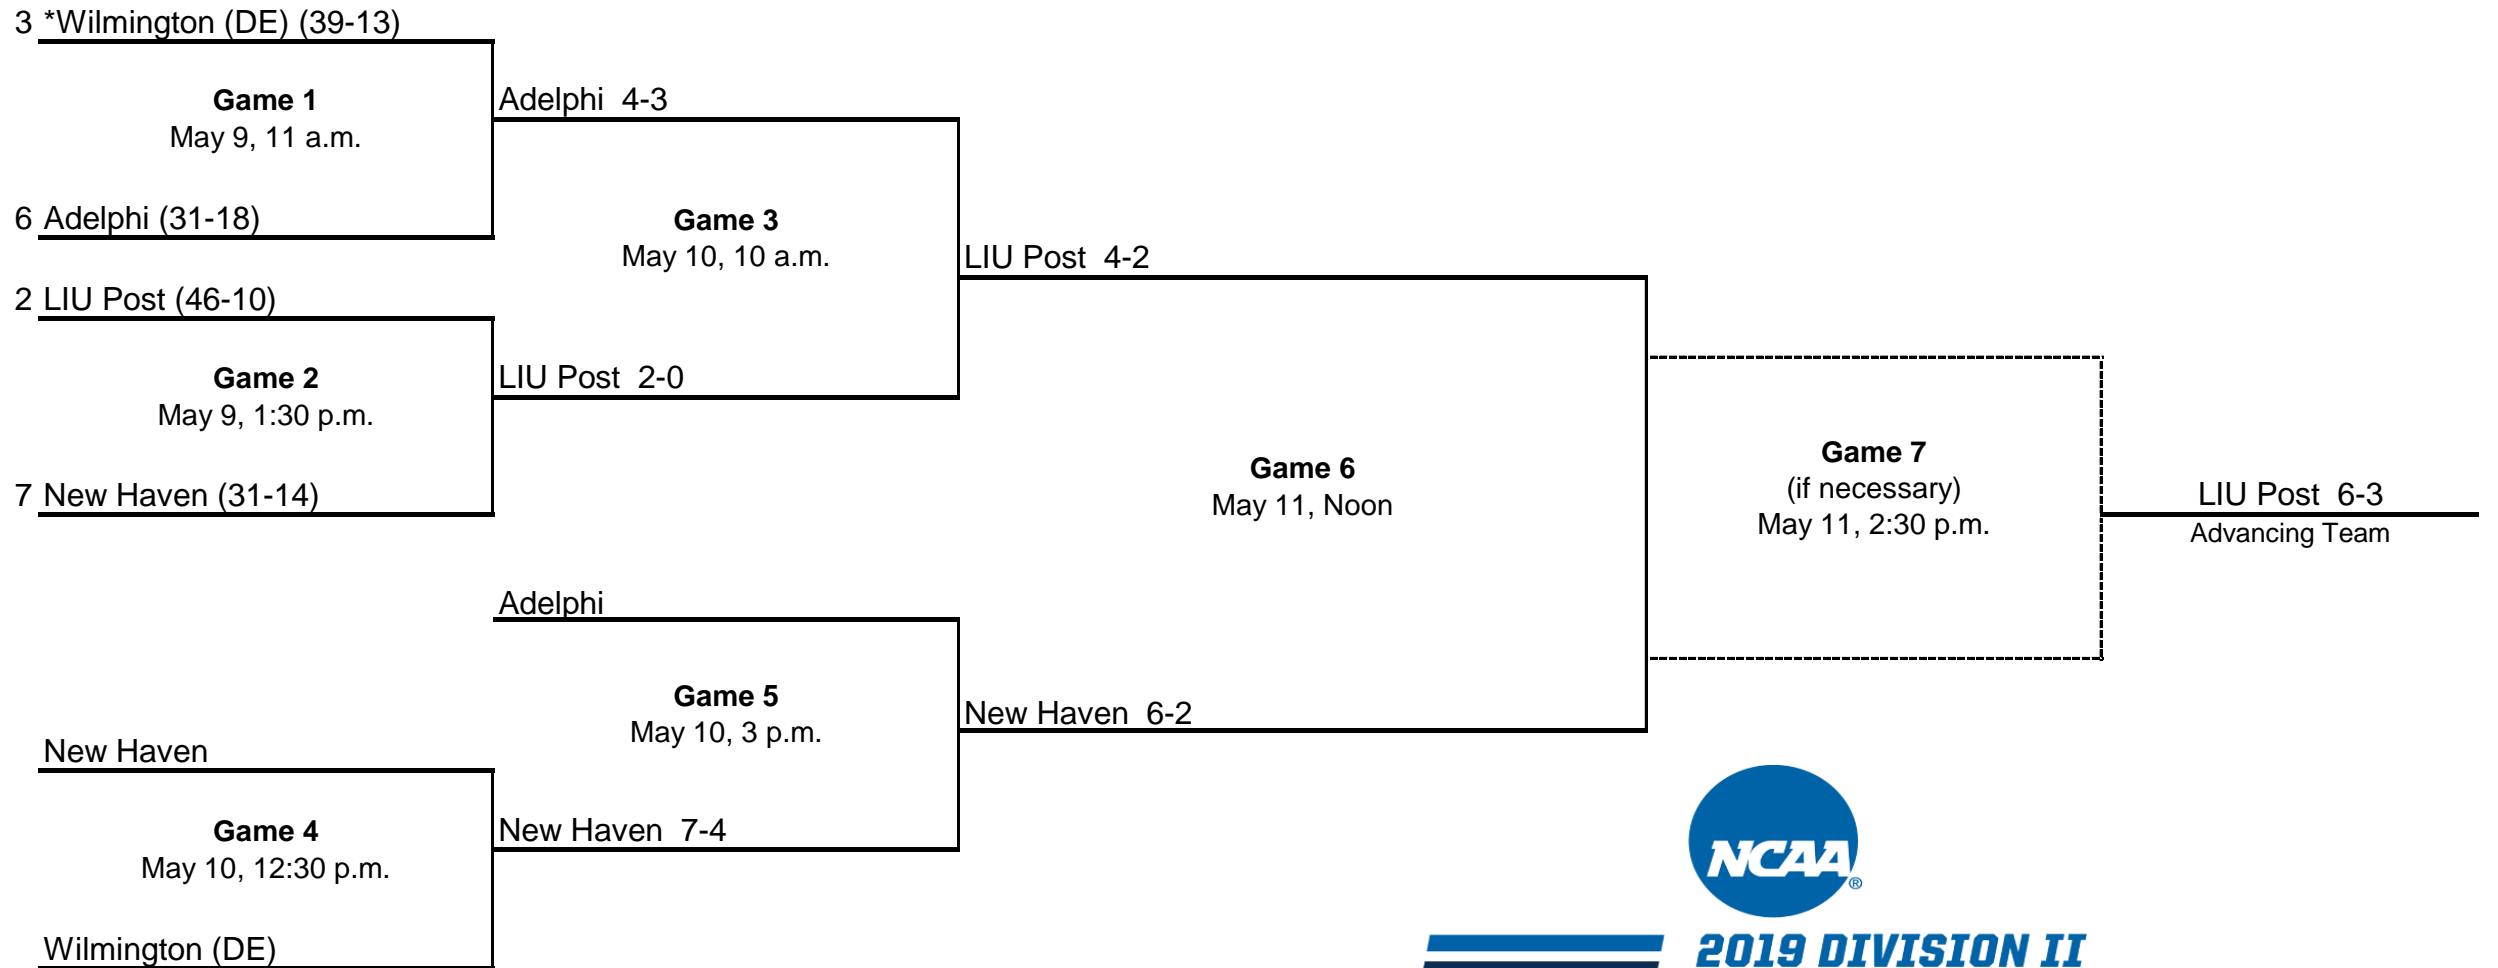 3 *Wilmington (DE) (39-13)
Game 1
May 9, 11 a.m.
Adelphi 4-3
6 Adelphi (31-18)
Game 3
May 10, 10 a.m.
LIU Post 4-2
2 LIU Post (46-10)
Game 2
May 9, 1:30 p.m.
LIU Post 2-0
7 New Haven (31-14)
Game 6
May 11, Noon
Game 7
(if necessary)
May 11, 2:30 p.m.
LIU Post 6-3
Advancing Team
Adelphi
Game 5
May 10, 3 p.m.
New Haven 6-2
New Haven
Game 4
May 10, 12:30 p.m.
New Haven 7-4
Wilmington (DE)
NCAA®
2019 DIVISION II